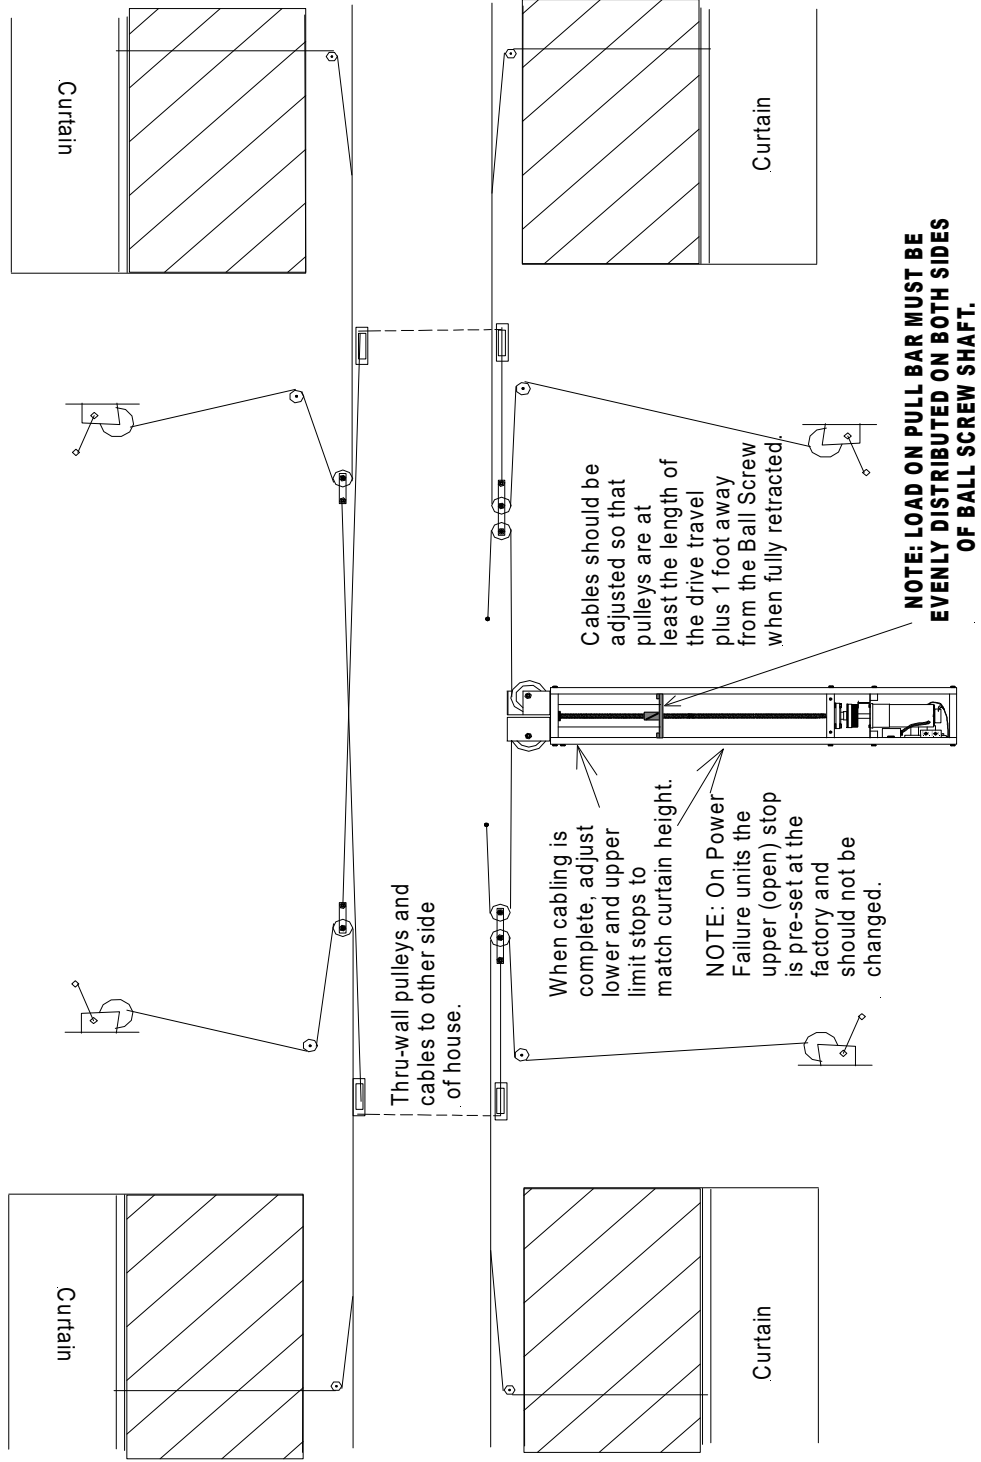 Curtain
Curtain
Thru-wall pulleys and
cables to other side
of house.
When cabling is
complete, adjust
lower and upper
limit stops to
match curtain height.
NOTE: On Power
Failure units the
upper (open) stop
is pre-set at the
factory and
should not be
changed.
Cables should be
adjusted so that
pulleys are at
least the length of
the drive travel
plus 1 foot away
from the Ball Screw
when fully retracted.
Curtain
Curtain
NOTE: LOAD ON PULL BAR MUST BE
EVENLY DISTRIBUTED ON BOTH SIDES
OF BALL SCREW SHAFT.